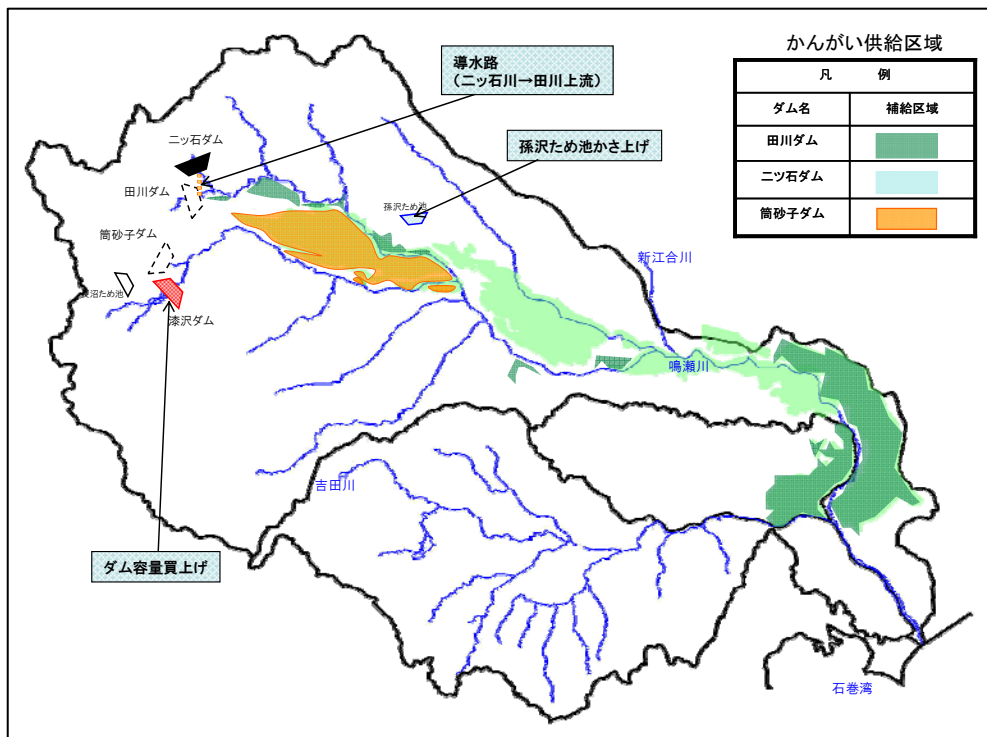 かんがい供給区域
凡 例
ダム名 補給区域
田川ダム
二ツ石ダム
筒砂子ダム
導水路
(二ッ石川→田川上流)
孫沢ため池かさ上げ
二ッ石ダム
田川ダム
孫沢ため池
筒砂子ダム
沼ため池
漆沢ダム
新江合川
鳴瀬川
吉田川
ダム容量買上げ
石巻湾